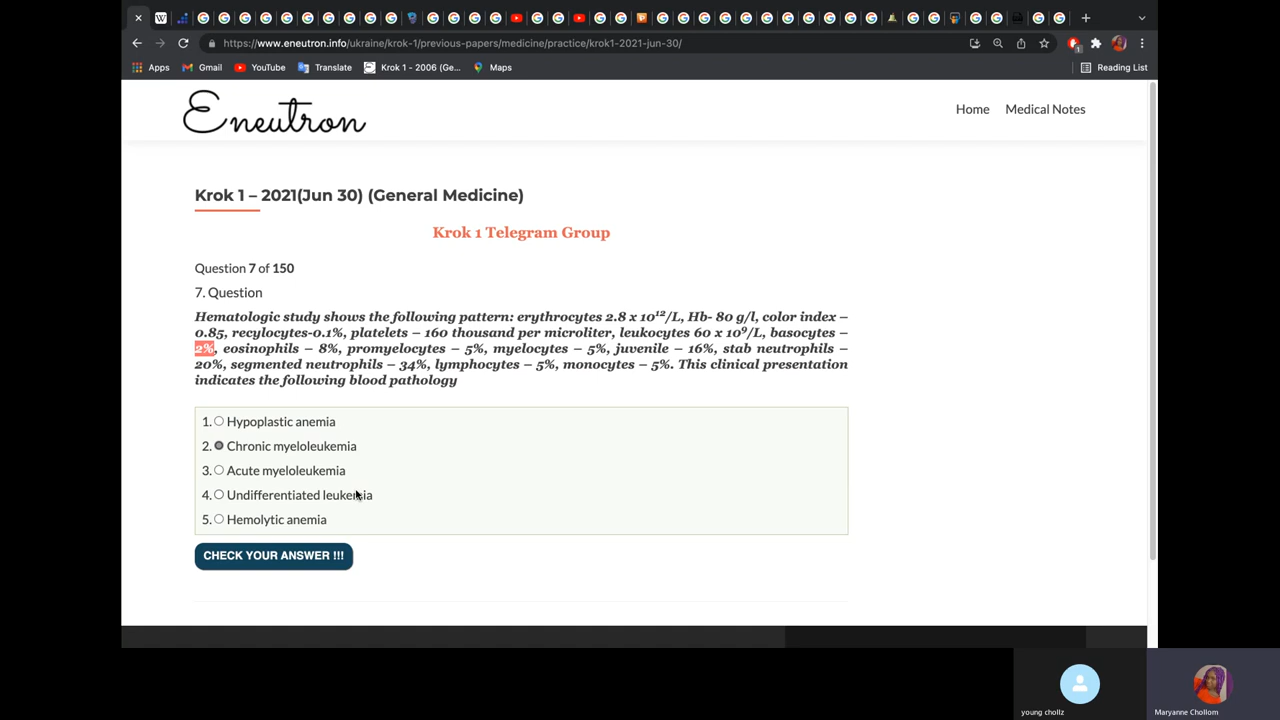 https://www.eneutron.info/ukraine/krok-1/previous-papers/medicine/practice/krok1-2021-jun-30/
Apps Gmail YouTube Translate Krok 1 - 2006 (Ge... Maps Reading List
Eneutron
Home Medical Notes
Krok 1 – 2021(Jun 30) (General Medicine)
Krok 1 Telegram Group
Question 7 of 150
7. Question
Hematologic study shows the following pattern: erythrocytes 2.8 x 10¹²/L, Hb- 80 g/l, color index –
0.85, recylocytes-0.1%, platelets – 160 thousand per microliter, leukocytes 60 x 10⁹/L, basocytes –
2%, eosinophils – 8%, promyelocytes – 5%, myelocytes – 5%, juvenile – 16%, stab neutrophils –
20%, segmented neutrophils – 34%, lymphocytes – 5%, monocytes – 5%. This clinical presentation
indicates the following blood pathology
1. Hypoplastic anemia
2. Chronic myeloleukemia
3. Acute myeloleukemia
4. Undifferentiated leukemia
5. Hemolytic anemia
CHECK YOUR ANSWER !!!
young chollz Maryanne Chollom